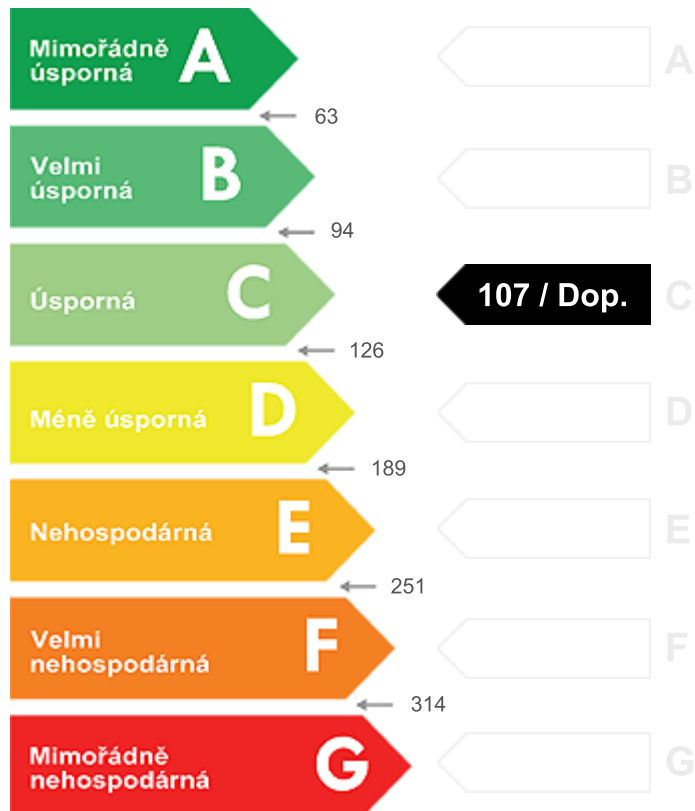 Mimořádně
úsporná
A
A
63
Velmi
úsporná
B
B
94
Úsporná
C
107 / Dop.
C
126
Méně úsporná
D
D
189
Nehospodárná
E
E
251
Velmi
nehospodárná
F
F
314
Mimořádně
nehospodárná
G
G